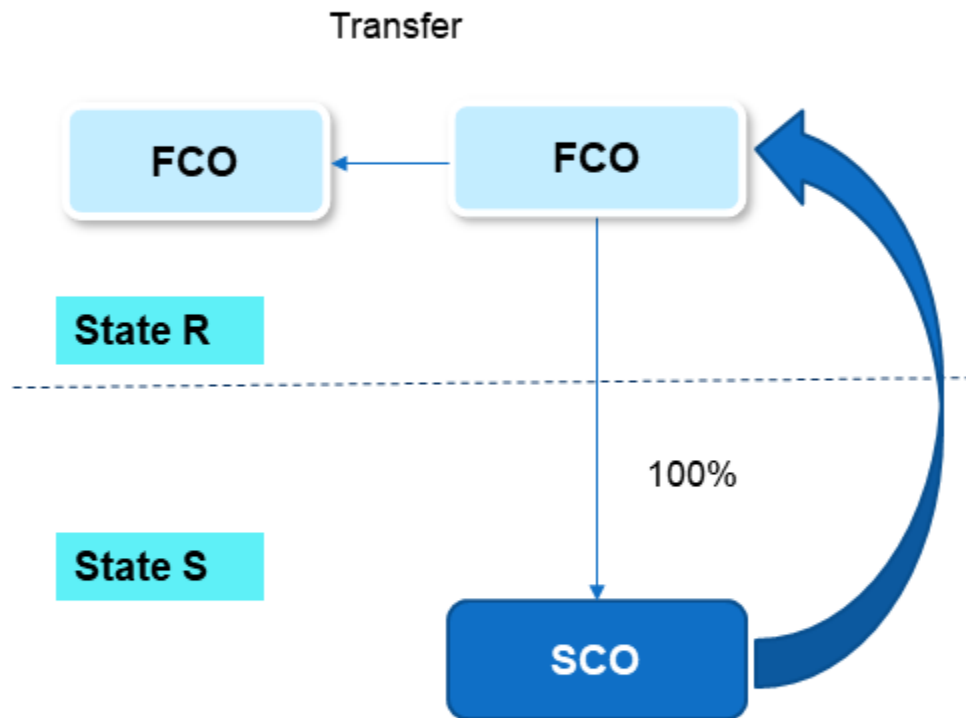 Transfer
FCO
FCO
State R
100%
State S
SCO